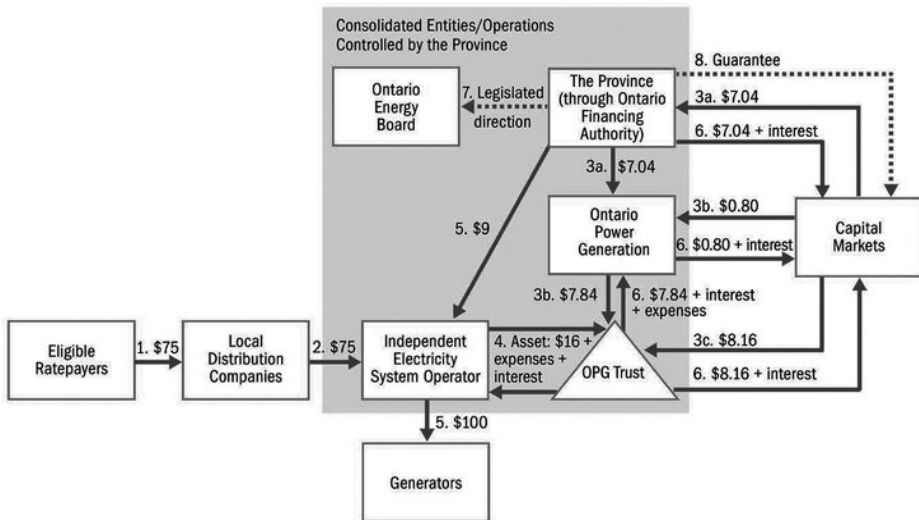 Consolidated Entities/Operations
Controlled by the Province
Ontario
Energy
Board
7. Legislated
direction
The Province
(through Ontario
Financing
Authority)
8. Guarantee
3a. $7.04
6. $7.04 + interest
3a. $7.04
5. $9
Ontario
Power
Generation
3b. $0.80
6. $0.80 + interest
Capital
Markets
3b. $7.84
6. $7.84 + interest
+ expenses
Eligible
Ratepayers
1. $75
Local
Distribution
Companies
2. $75
Independent
Electricity
System Operator
4. Asset: $16 +
expenses +
interest
OPG Trust
3c. $8.16
6. $8.16 + interest
5. $100
Generators